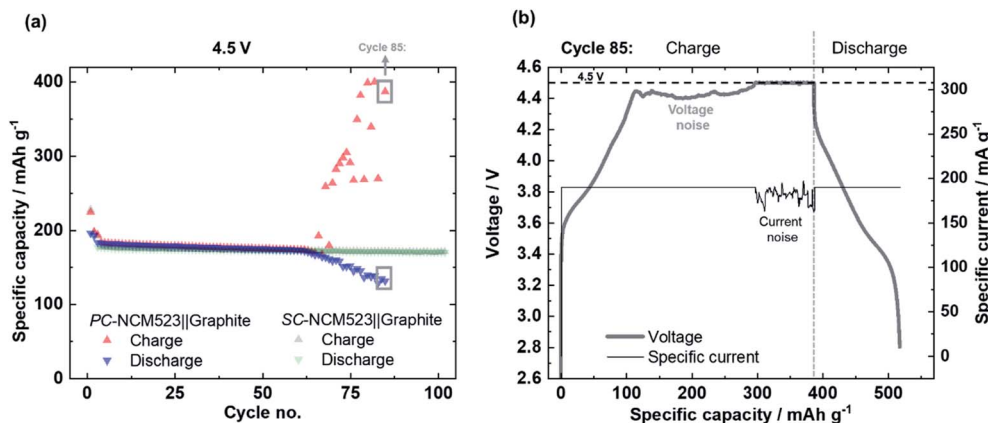 (a)
4.5 V
Cycle 85:
Specific capacity / mAh g-1
400
300
200
100
0
PC-NCM523||Graphite
Charge
Discharge
SC-NCM523||Graphite
Charge
Discharge
0 25 50 75 100
Cycle no.
(b)
Cycle 85: Charge Discharge
4.5 V
Voltage / V
4.6
4.4
4.2
4.0
3.8
3.6
3.4
3.2
3.0
2.8
2.6
Voltage
noise
Current
noise
Voltage
Specific current
300
250
200
150
100
50
0
Specific current / mA g-1
0 100 200 300 400 500
Specific capacity / mAh g-1